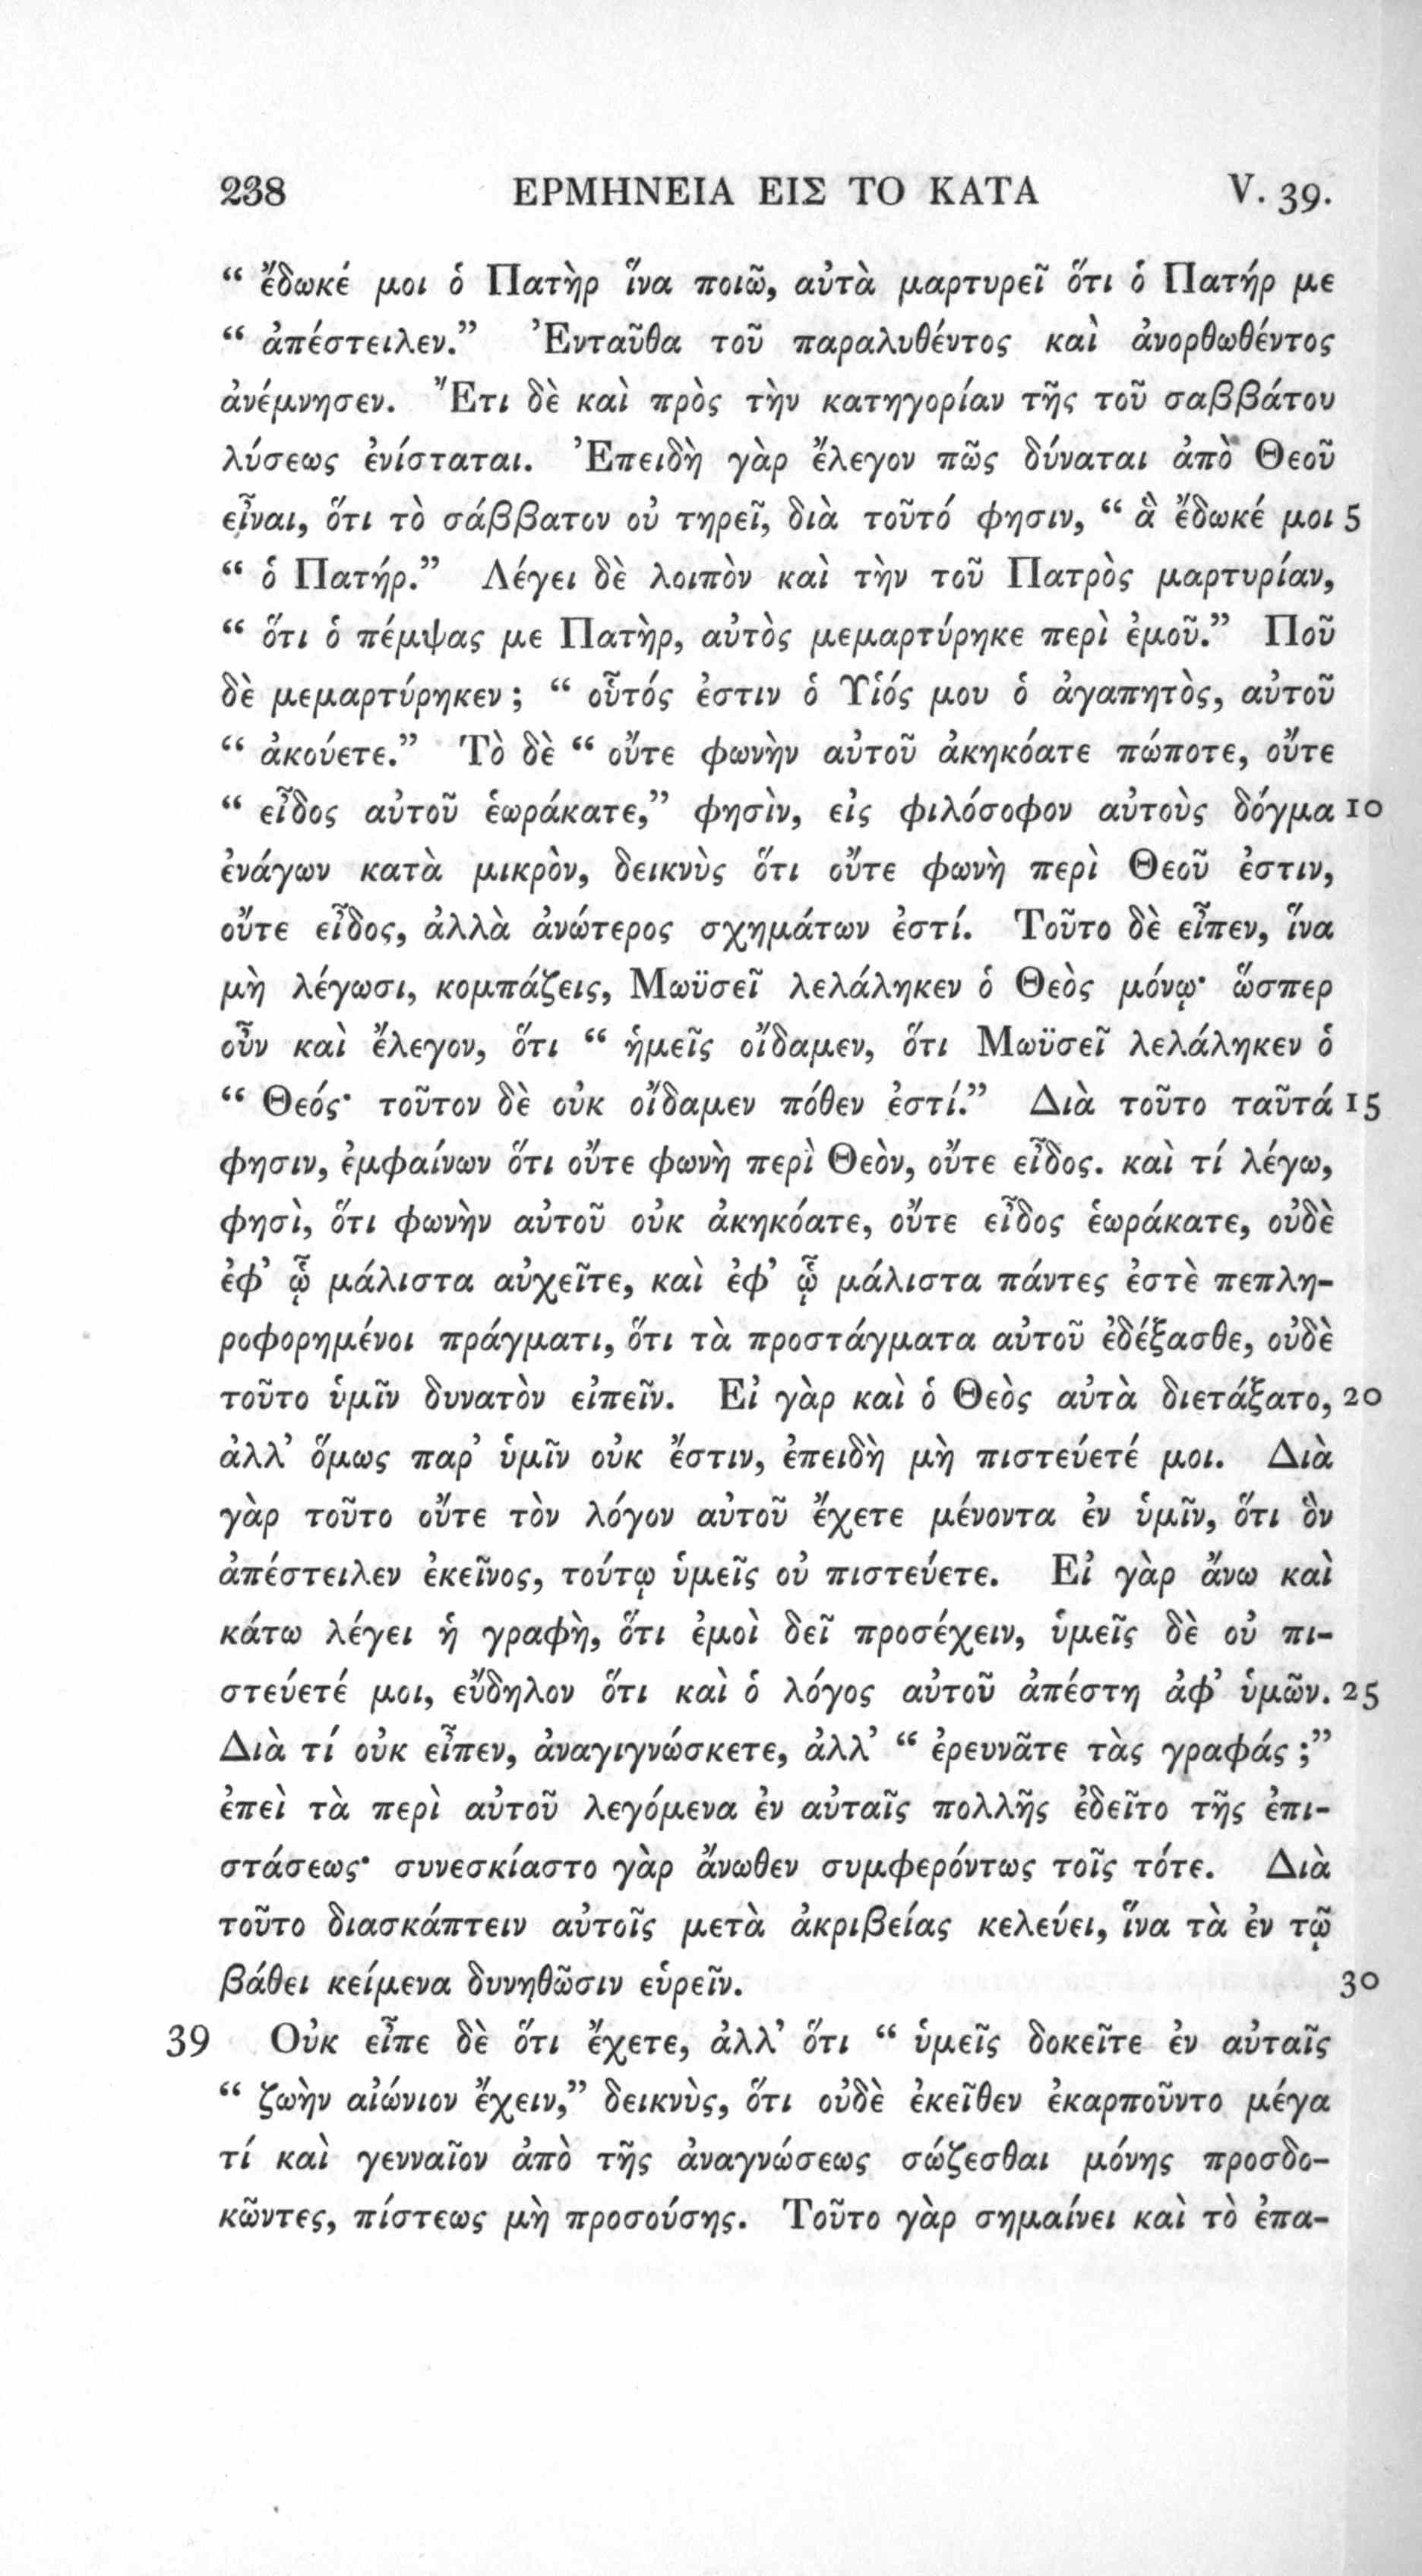 238 ΕΡΜΗΝΕΙΑ ΕΙΣ ΤΟ ΚΑΤΑ V. 39.
“ ἔδωκέ μοι ὁ Πατὴρ ἵνα ποιῶ, αὐτὰ μαρτυρεῖ ὅτι ὁ Πατήρ με
“ ἀπέστειλεν.” Ἐνταῦθα τοῦ παραλυθέντος καὶ ἀνορθωθέντος
ἀνέμνησεν. Ἔτι δὲ καὶ πρὸς τὴν κατηγορίαν τῆς τοῦ σαββάτου
λύσεως ἐνίσταται. Ἐπειδὴ γὰρ ἔλεγον πῶς δύναται ἀπὸ Θεοῦ
εἶναι, ὅτι τὸ σάββατον οὐ τηρεῖ, διὰ τοῦτό φησιν, “ ἃ ἔδωκέ μοι 5
“ ὁ Πατήρ.” Λέγει δὲ λοιπὸν καὶ τὴν τοῦ Πατρὸς μαρτυρίαν,
“ ὅτι ὁ πέμψας με Πατὴρ, αὐτὸς μεμαρτύρηκε περὶ ἐμοῦ.” Ποῦ
δὲ μεμαρτύρηκεν ; “ οὗτός ἐστιν ὁ Υἱός μου ὁ ἀγαπητὸς, αὐτοῦ
“ ἀκούετε.” Τὸ δὲ “ οὔτε φωνὴν αὐτοῦ ἀκηκόατε πώποτε, οὔτε
“ εἶδος αὐτοῦ ἑωράκατε,” φησὶν, εἰς φιλόσοφον αὐτοὺς δόγμα 10
ἐνάγων κατὰ μικρὸν, δεικνὺς ὅτι οὔτε φωνὴ περὶ Θεοῦ ἐστιν,
οὔτε εἶδος, ἀλλὰ ἀνώτερος σχημάτων ἐστί. Τοῦτο δὲ εἶπεν, ἵνα
μὴ λέγωσι, κομπάζεις, Μωϋσεῖ λελάληκεν ὁ Θεὸς μόνῳ· ὥσπερ
οὖν καὶ ἔλεγον, ὅτι “ ἡμεῖς οἴδαμεν, ὅτι Μωϋσεῖ λελάληκεν ὁ
“ Θεός· τοῦτον δὲ οὐκ οἴδαμεν πόθεν ἐστί.” Διὰ τοῦτο ταῦτά 15
φησιν, ἐμφαίνων ὅτι οὔτε φωνὴ περὶ Θεὸν, οὔτε εἶδος. καὶ τί λέγω,
φησὶ, ὅτι φωνὴν αὐτοῦ οὐκ ἀκηκόατε, οὔτε εἶδος ἑωράκατε, οὐδὲ
ἐφ’ ᾧ μάλιστα αὐχεῖτε, καὶ ἐφ’ ᾧ μάλιστα πάντες ἐστὲ πεπλη-
ροφορημένοι πράγματι, ὅτι τὰ προστάγματα αὐτοῦ ἐδέξασθε, οὐδὲ
τοῦτο ὑμῖν δυνατὸν εἰπεῖν. Εἰ γὰρ καὶ ὁ Θεὸς αὐτὰ διετάξατο, 20
ἀλλ’ ὅμως παρ’ ὑμῖν οὐκ ἔστιν, ἐπειδὴ μὴ πιστεύετέ μοι. Διὰ
γὰρ τοῦτο οὔτε τὸν λόγον αὐτοῦ ἔχετε μένοντα ἐν ὑμῖν, ὅτι ὃν
ἀπέστειλεν ἐκεῖνος, τούτῳ ὑμεῖς οὐ πιστεύετε. Εἰ γὰρ ἄνω καὶ
κάτω λέγει ἡ γραφὴ, ὅτι ἐμοὶ δεῖ προσέχειν, ὑμεῖς δὲ οὐ πι-
στεύετέ μοι, εὔδηλον ὅτι καὶ ὁ λόγος αὐτοῦ ἀπέστη ἀφ’ ὑμῶν. 25
Διὰ τί οὐκ εἶπεν, ἀναγιγνώσκετε, ἀλλ’ “ ἐρευνᾶτε τὰς γραφάς ;”
ἐπεὶ τὰ περὶ αὐτοῦ λεγόμενα ἐν αὐταῖς πολλῆς ἐδεῖτο τῆς ἐπι-
στάσεως· συνεσκίαστο γὰρ ἄνωθεν συμφερόντως τοῖς τότε. Διὰ
τοῦτο διασκάπτειν αὐτοῖς μετὰ ἀκριβείας κελεύει, ἵνα τὰ ἐν τῷ
βάθει κείμενα δυνηθῶσιν εὑρεῖν. 30
39 Οὐκ εἶπε δὲ ὅτι ἔχετε, ἀλλ’ ὅτι “ ὑμεῖς δοκεῖτε ἐν αὐταῖς
“ ζωὴν αἰώνιον ἔχειν,” δεικνὺς, ὅτι οὐδὲ ἐκεῖθεν ἐκαρποῦντο μέγα
τί καὶ γενναῖον ἀπὸ τῆς ἀναγνώσεως σώζεσθαι μόνης προσδο-
κῶντες, πίστεως μὴ προσούσης. Τοῦτο γὰρ σημαίνει καὶ τὸ ἐπα-